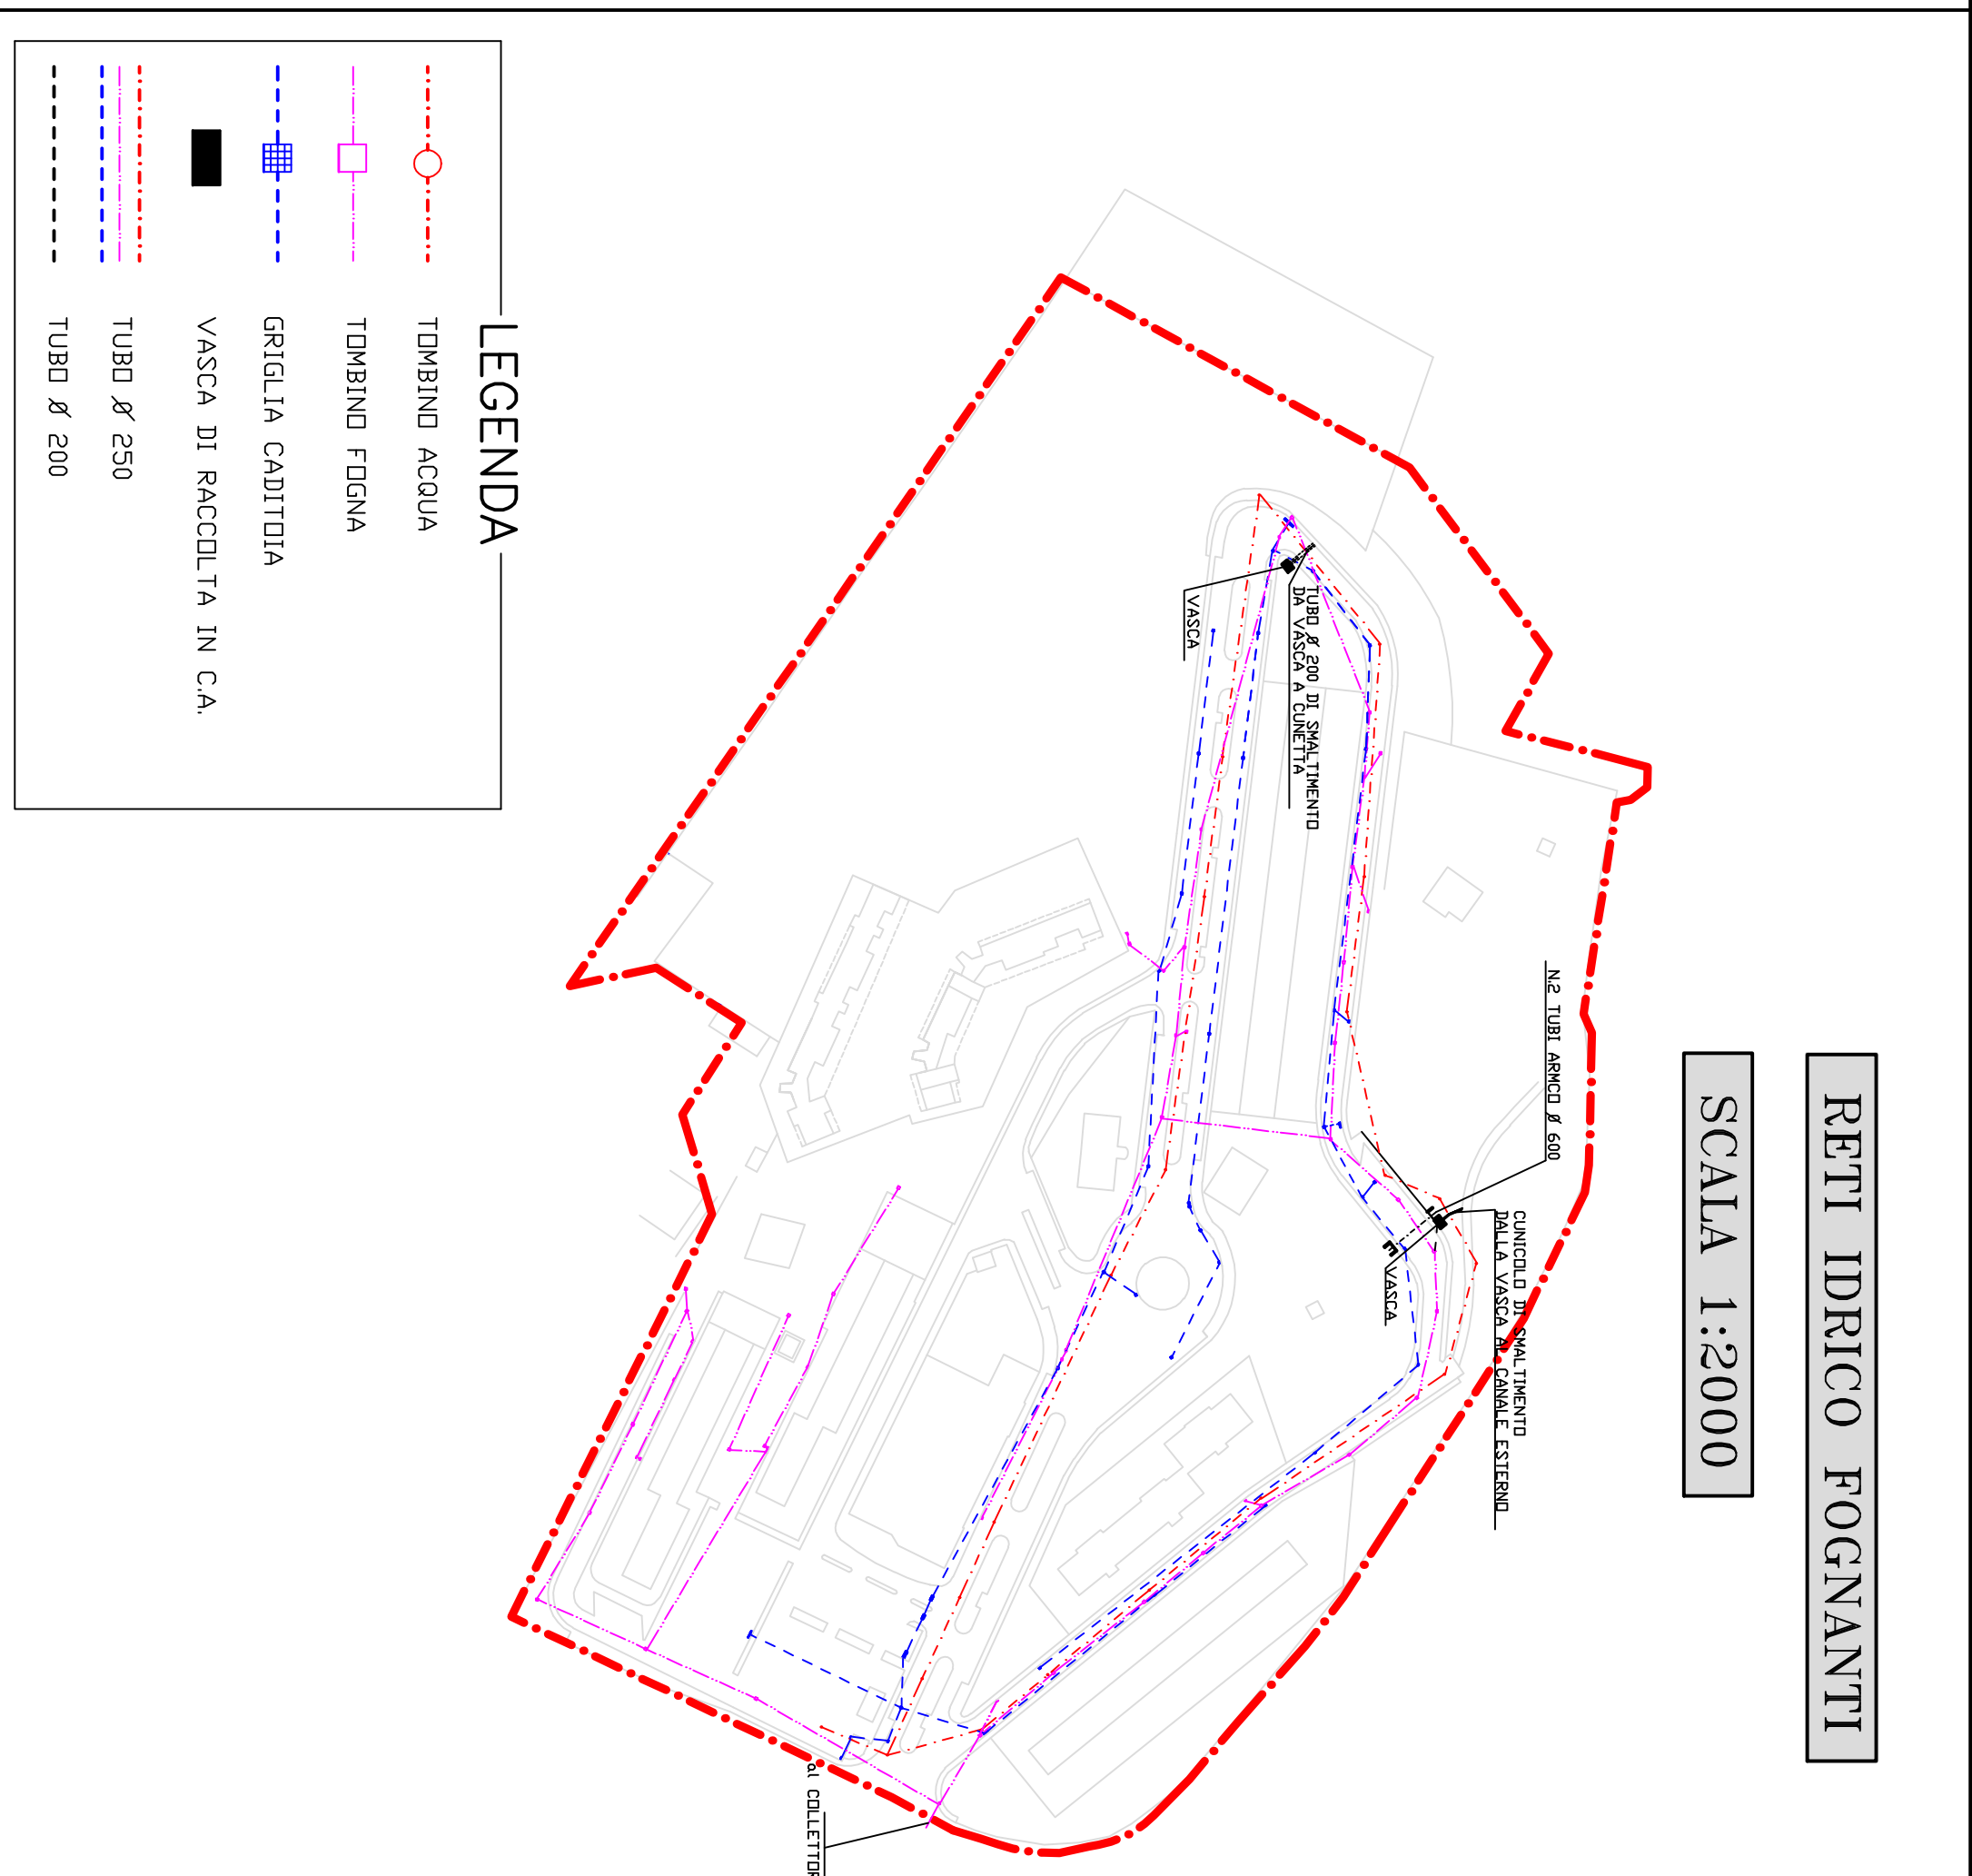 RETI IDRICO FOGNANTI
SCALA 1:2000
N.2 TUBI ARMCO Ø 600
CUNICOLO DI SMALTIMENTO
DALLA VASCA AL CANALE ESTERNO
VASCA
TUBO Ø 200 DI SMALTIMENTO
DA VASCA A CUNETTA
VASCA
al COLLETTOR
LEGENDA
TOMBINO ACQUA
TOMBINO FOGNA
GRIGLIA CADITOIA
VASCA DI RACCOLTA IN C.A.
TUBO Ø 250
TUBO Ø 200